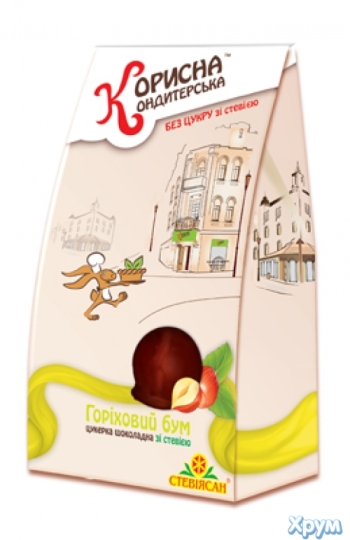 Корисна™
Кондитерська
БЕЗ ЦУКРУ зі стевією
Горіховий бум
цукерка шоколадна зі стевією
СТЕВІЯСАН
Хрум